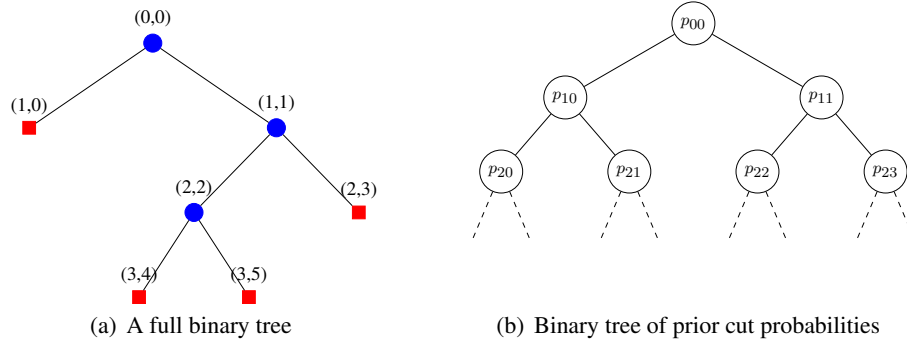 (0,0)
(1,0)
(1,1)
(2,2)
(2,3)
(3,4)
(3,5)
(a) A full binary tree
p00
p10
p11
p20
p21
p22
p23
(b) Binary tree of prior cut probabilities